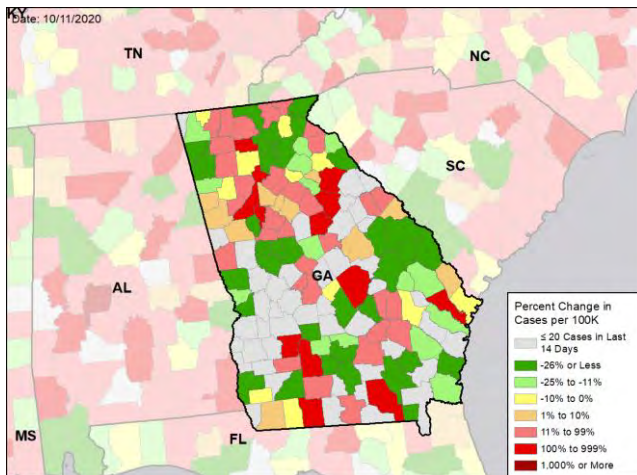 KY
Date: 10/11/2020
TN
NC
SC
AL
GA
MS
FL
Percent Change in
Cases per 100K
≤ 20 Cases in Last
14 Days
-26% or Less
-25% to -11%
-10% to 0%
1% to 10%
11% to 99%
100% to 999%
1,000% or More